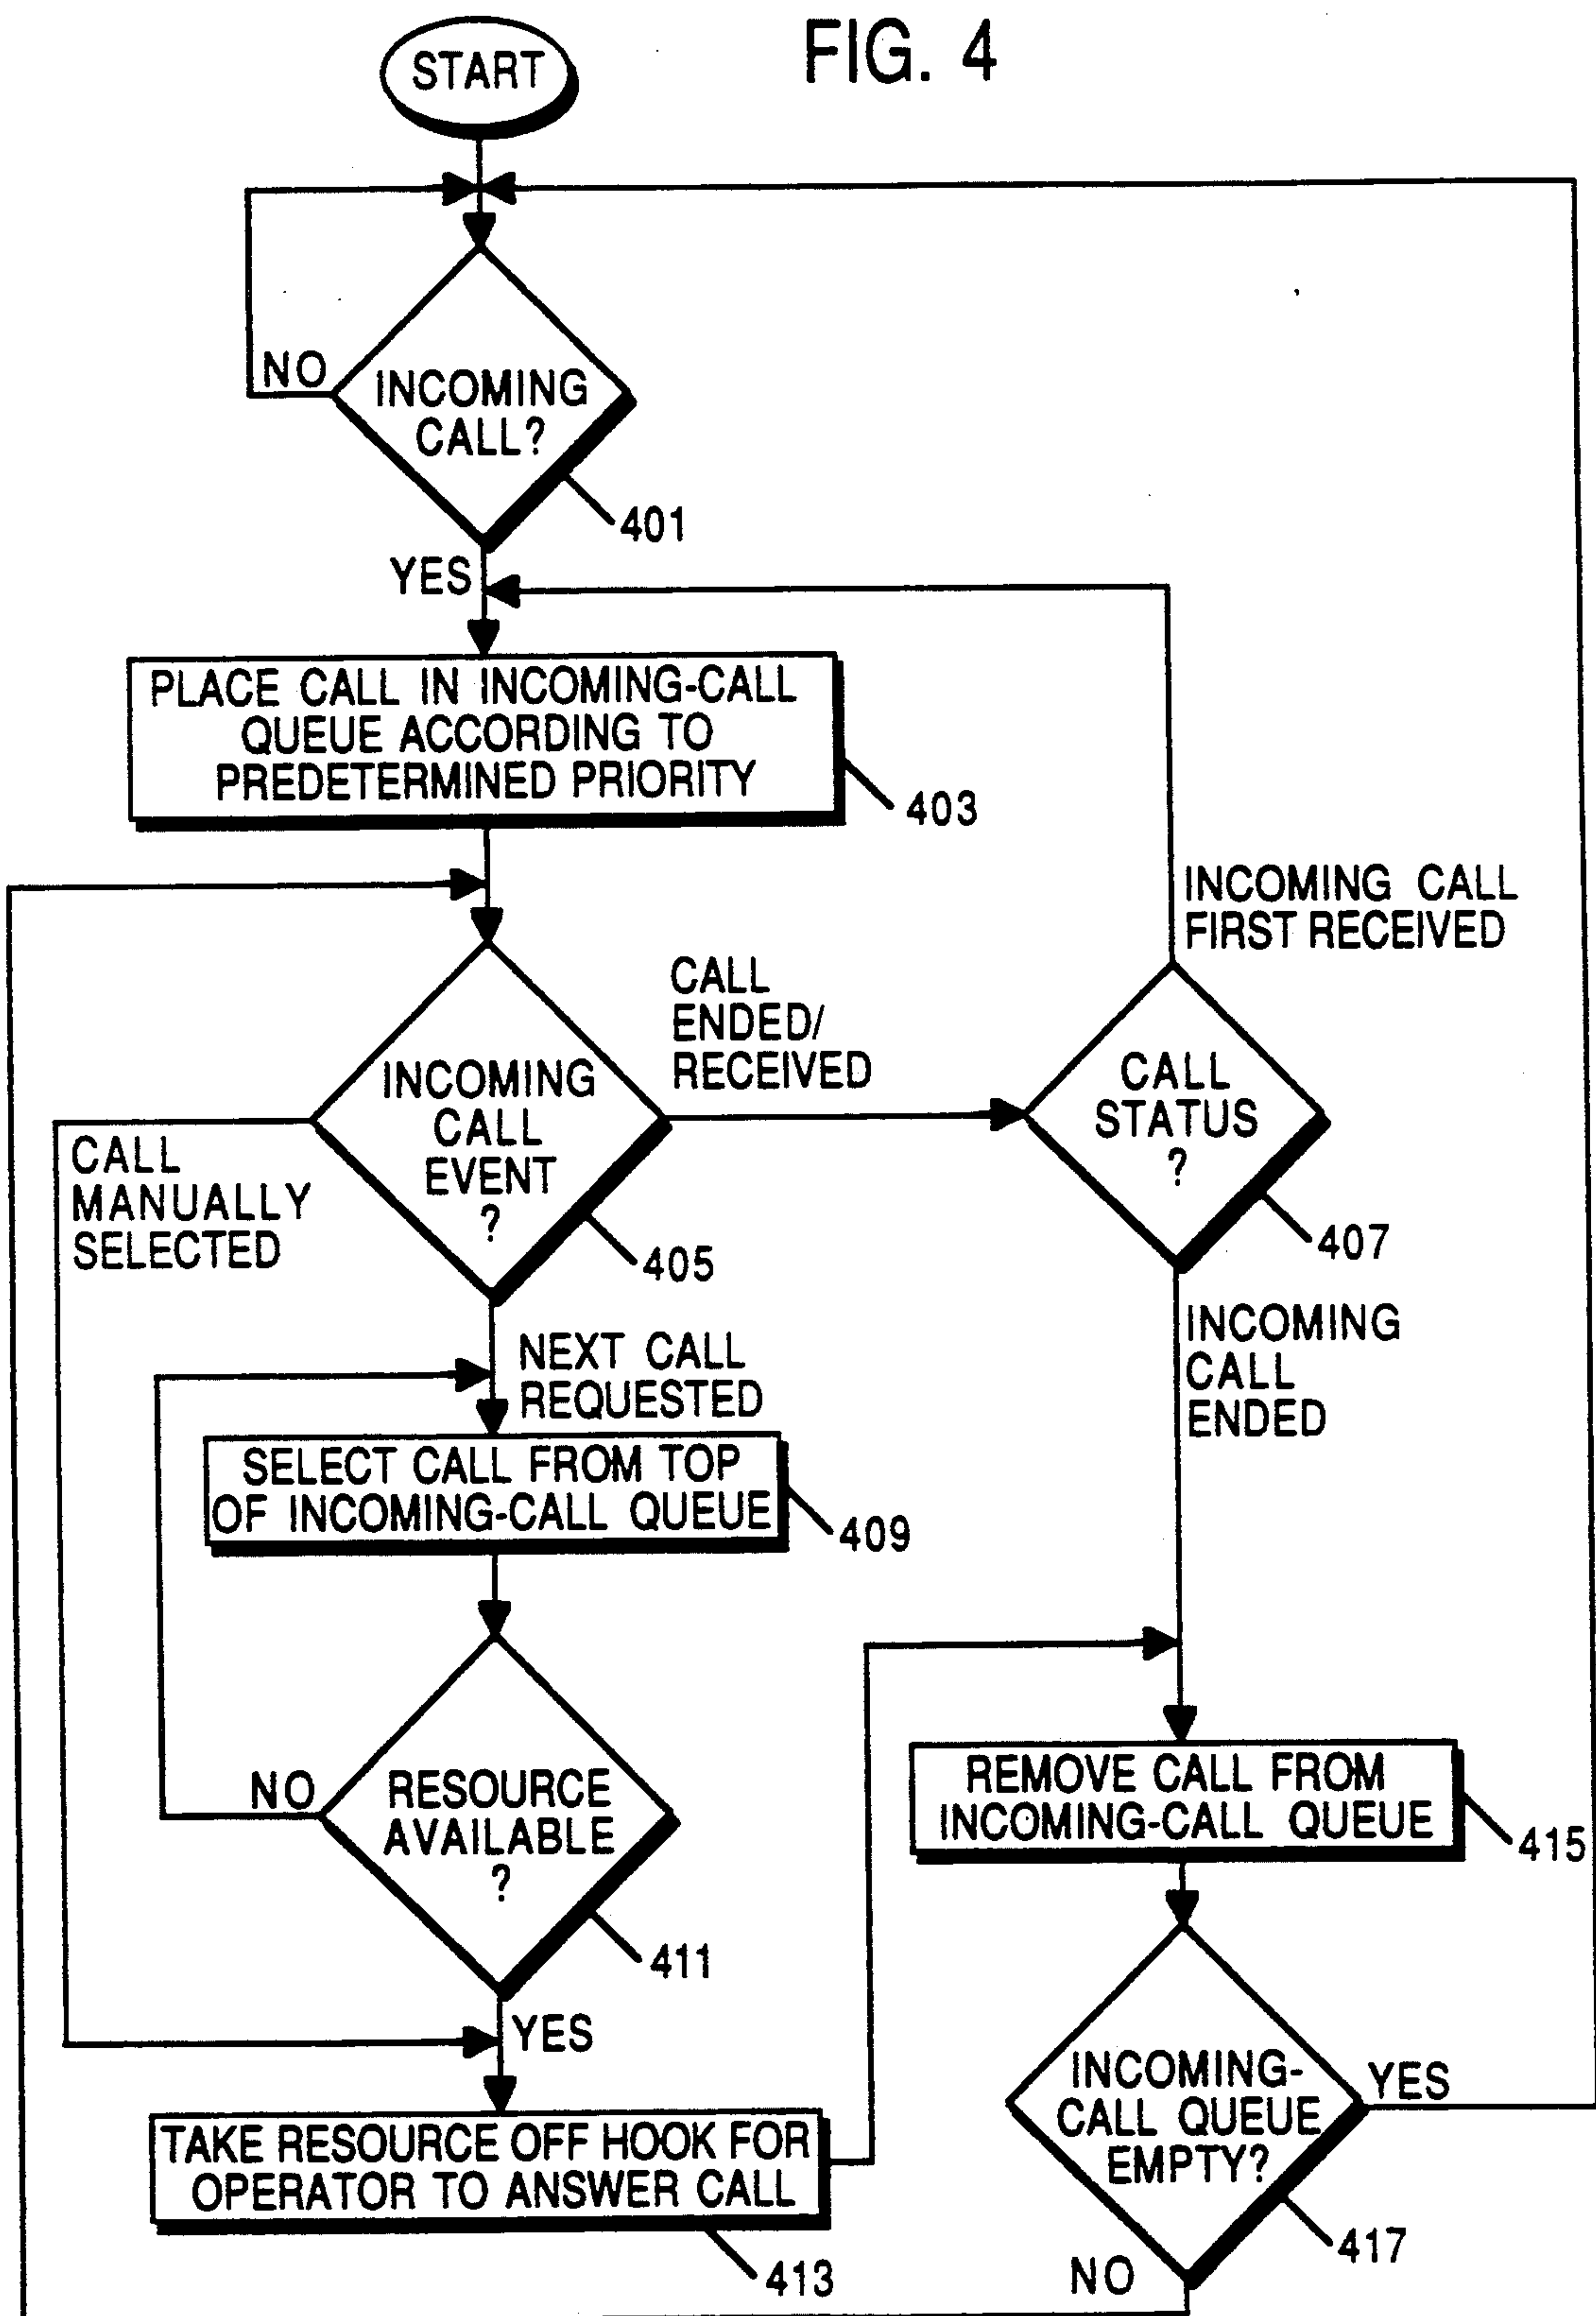 FIG. 4
START
NO
INCOMING
CALL?
401
YES
PLACE CALL IN INCOMING-CALL
QUEUE ACCORDING TO
PREDETERMINED PRIORITY
403
INCOMING CALL
FIRST RECEIVED
CALL
ENDED/
RECEIVED
INCOMING
CALL
EVENT
?
405
CALL
STATUS
?
407
CALL
MANUALLY
SELECTED
NEXT CALL
REQUESTED
INCOMING
CALL
ENDED
SELECT CALL FROM TOP
OF INCOMING-CALL QUEUE
409
NO
RESOURCE
AVAILABLE
?
411
YES
REMOVE CALL FROM
INCOMING-CALL QUEUE
415
INCOMING-
CALL QUEUE
EMPTY?
YES
417
NO
TAKE RESOURCE OFF HOOK FOR
OPERATOR TO ANSWER CALL
413